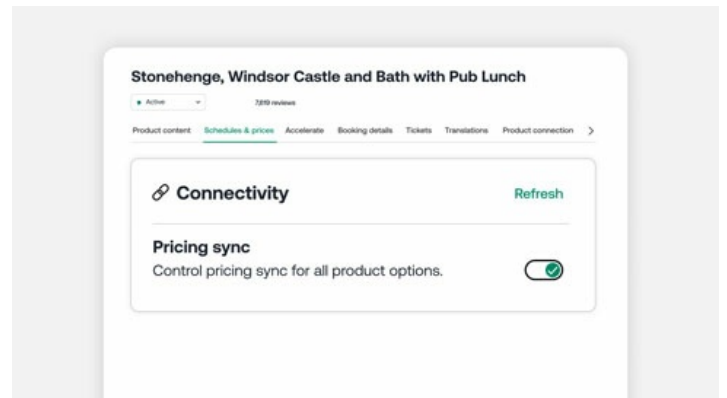 Stonehenge, Windsor Castle and Bath with Pub Lunch
Active 7,819 reviews
Product content Schedules & prices Accelerate Booking details Tickets Translations Product connection
Connectivity Refresh
Pricing sync
Control pricing sync for all product options.